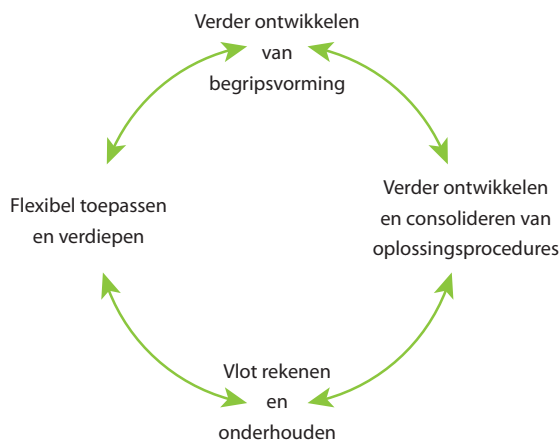 Verder ontwikkelen
van
begripsvorming
Flexibel toepassen
en verdiepen
Verder ontwikkelen
en consolideren van
oplossingsprocedures
Vlot rekenen
en
onderhouden